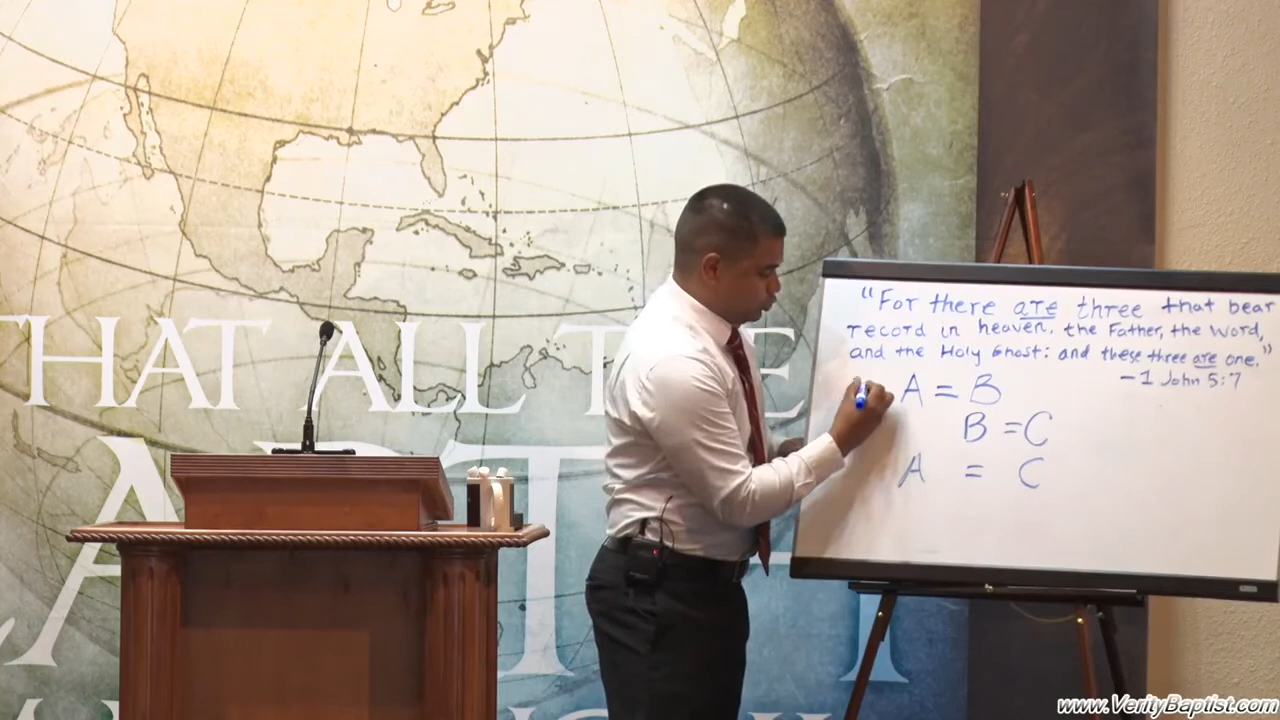 THAT ALL THE
"For there are three that bear
record in heaven, the Father, the Word,
and the Holy Ghost: and these three are one."
-1 John 5:7
A = B
B = C
A = C
www.VerityBaptist.com